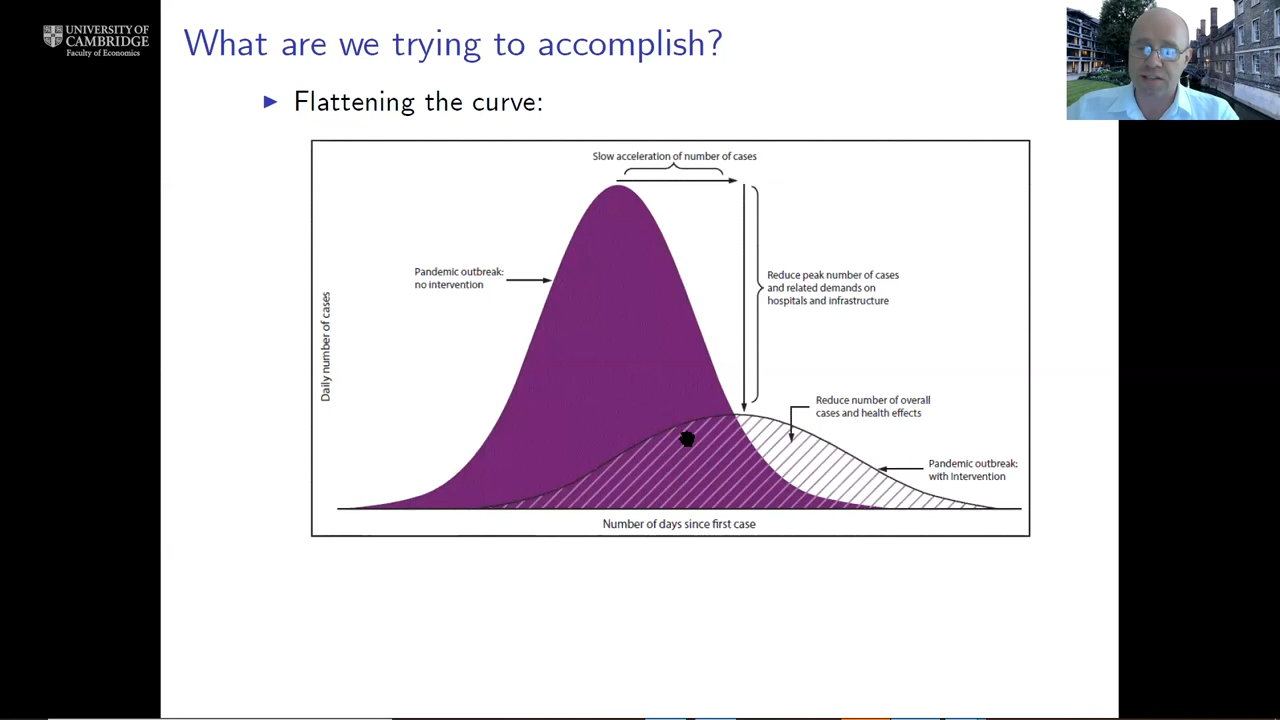 UNIVERSITY OF
CAMBRIDGE
Faculty of Economics
What are we trying to accomplish?
Flattening the curve:
Slow acceleration of number of cases
Pandemic outbreak:
no intervention
Reduce peak number of cases
and related demands on
hospitals and infrastructure
Daily number of cases
Reduce number of overall
cases and health effects
Pandemic outbreak:
with intervention
Number of days since first case